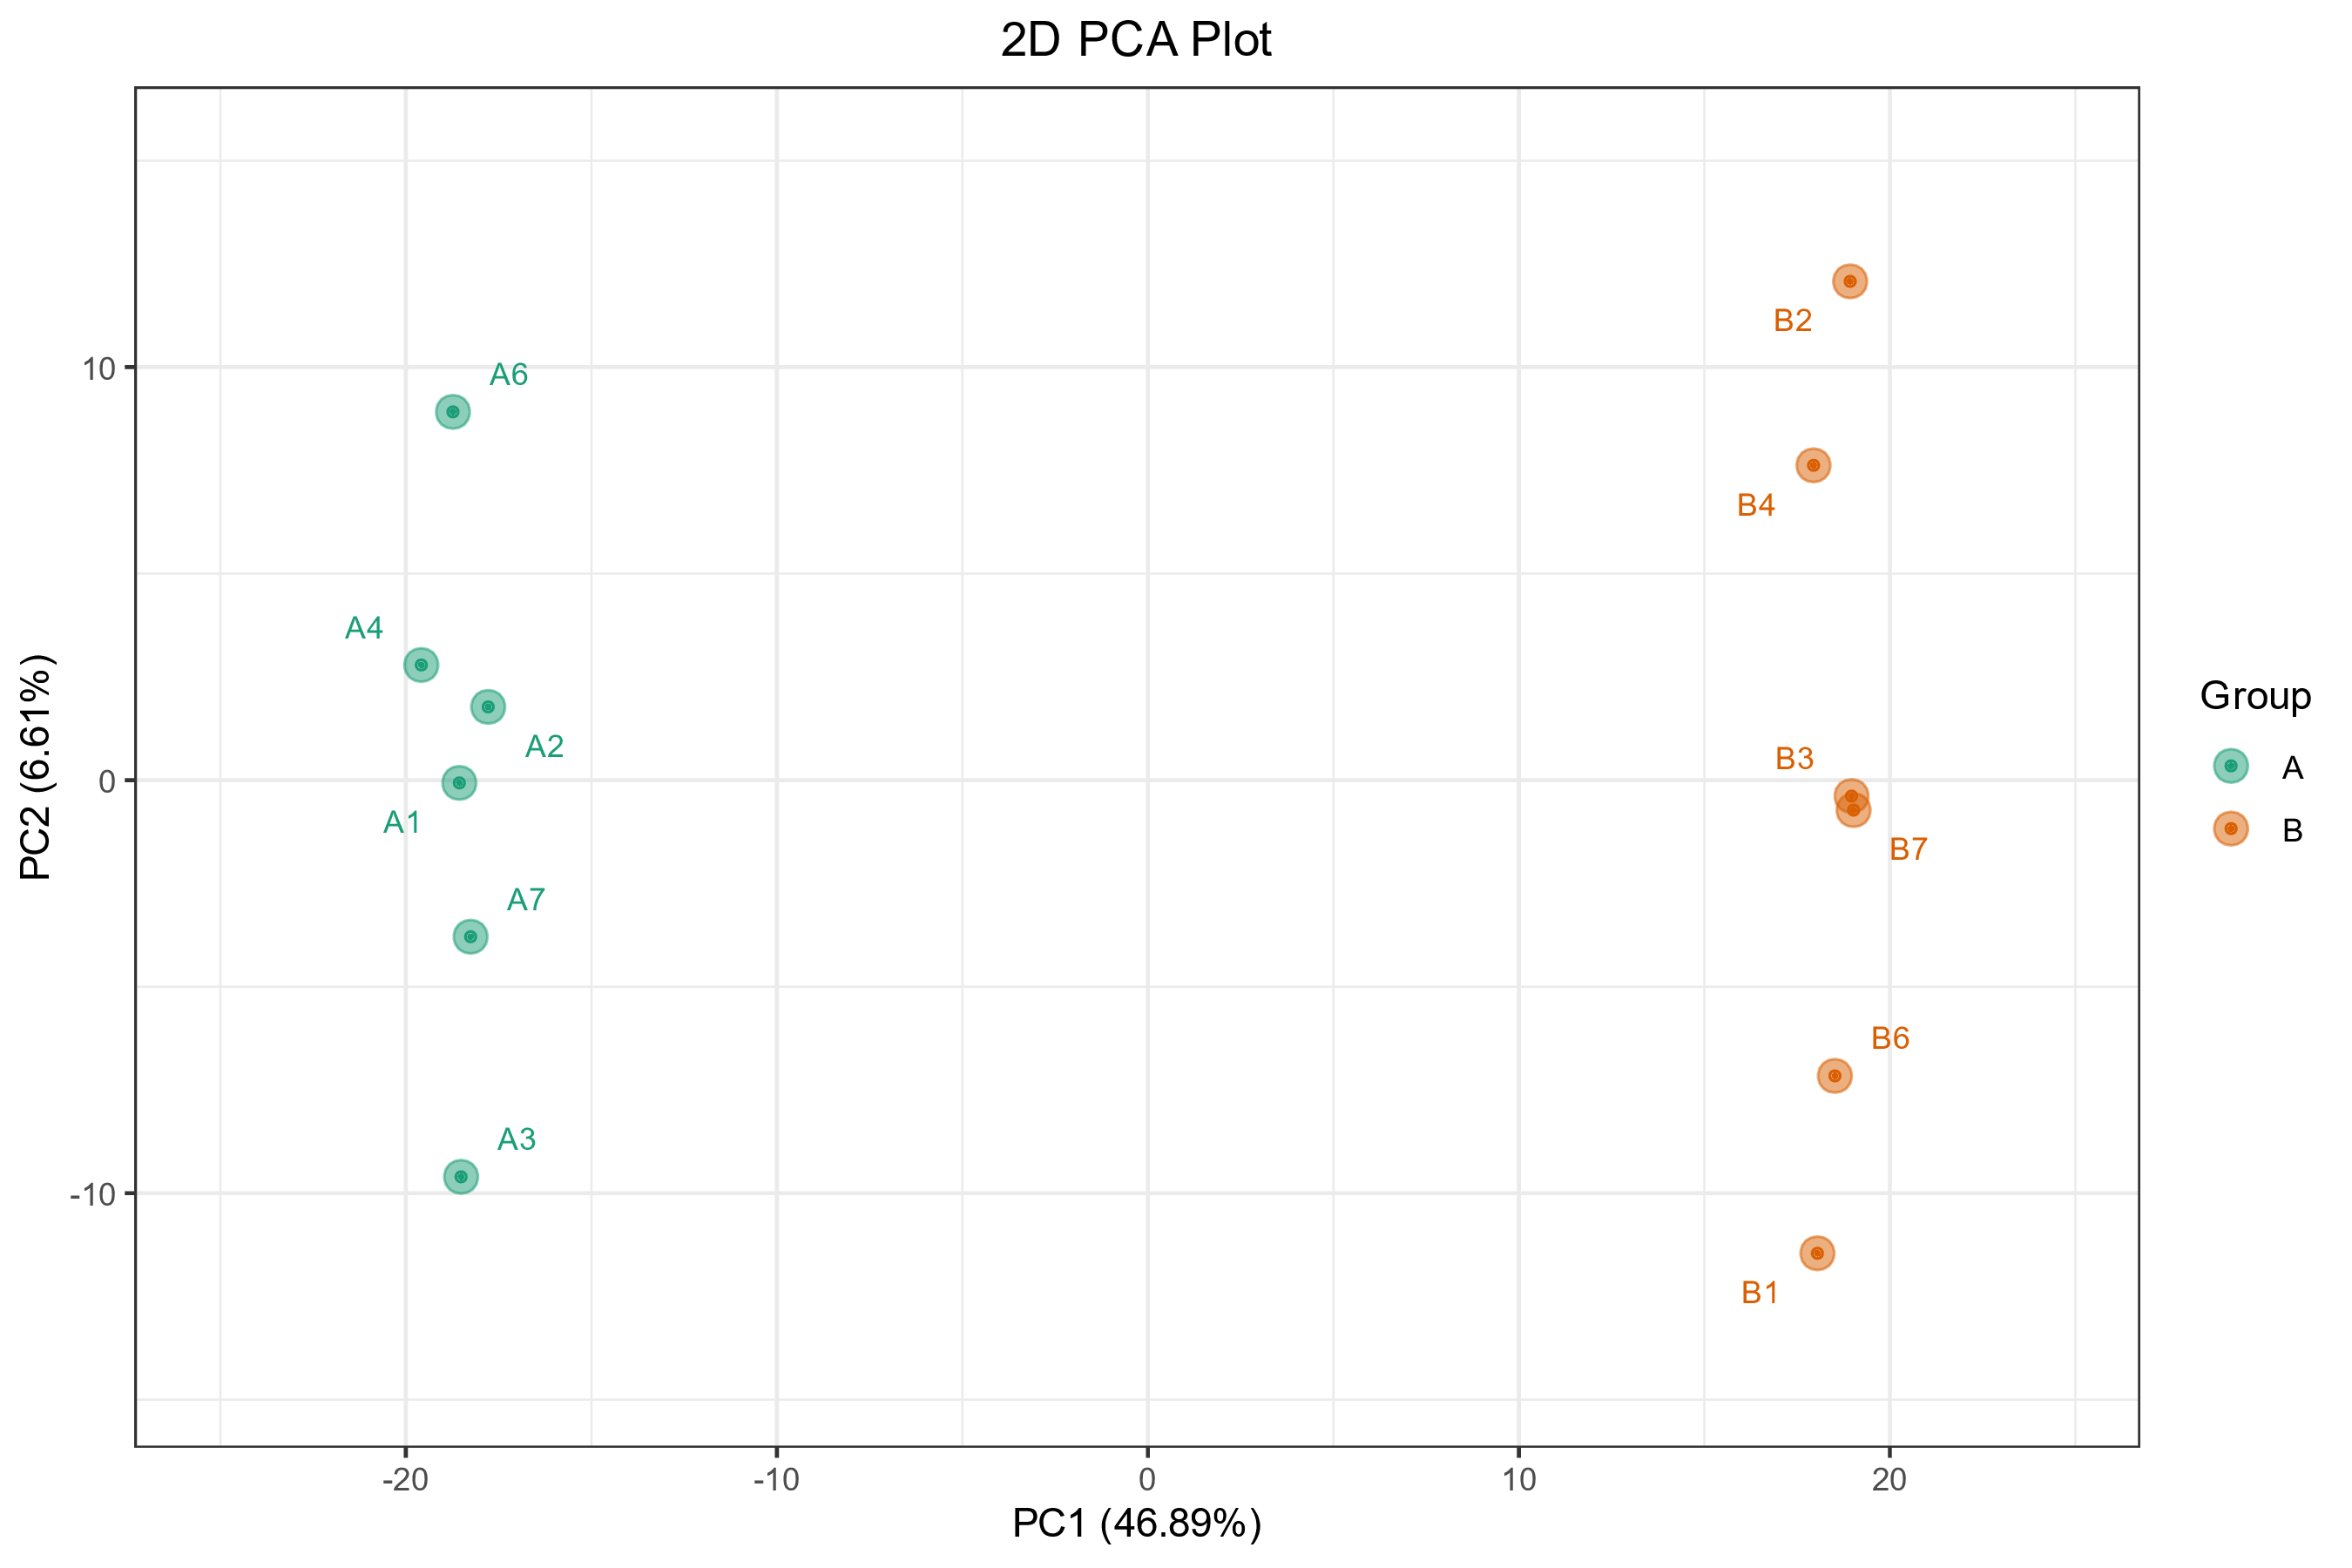 2D PCA Plot
B2
10
A6
B4
A4
A2
B3
0
A1
B7
A7
B6
A3
-10
B1
-20
-10
0
10
20
PC1 (46.89%)
PC2 (6.61%)
Group
A
B